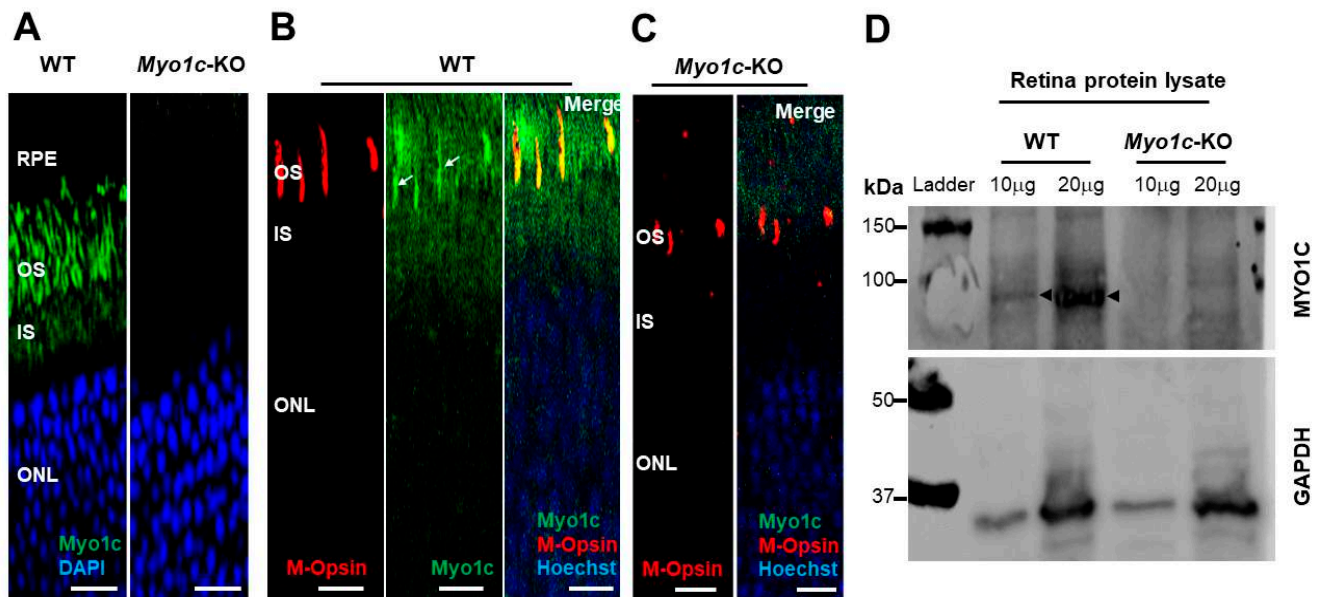 A
WT
Myo1c-KO
RPE
OS
IS
ONL
Myo1c
DAPI
B
WT
Merge
OS
IS
ONL
M-Opsin
Myo1c
Myo1c
M-Opsin
Hoechst
C
Myo1c-KO
Merge
OS
IS
ONL
M-Opsin
Myo1c
M-Opsin
Hoechst
D
Retina protein lysate
WT Myo1c-KO
kDa Ladder 10µg 20µg 10µg 20µg
150
100
MYO1C
50
37
GAPDH